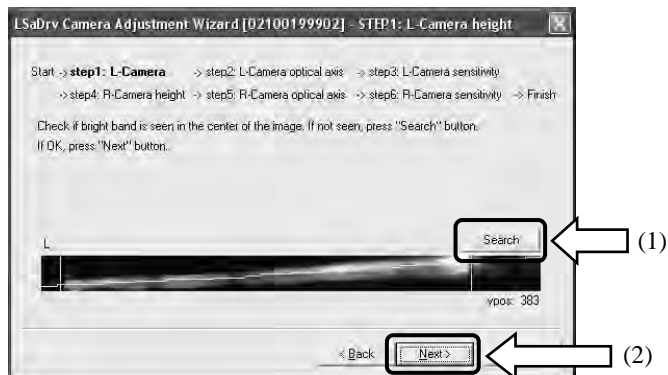 LSaDrv Camera Adjustment Wizard [02100199902] - STEP1: L-Camera height
Start -> step1: L-Camera -> step2: L-Camera optical axis -> step3: L-Camera sensitivity
-> step4: R-Camera height -> step5: R-Camera optical axis -> step6: R-Camera sensitivity -> Finish
Check if bright band is seen in the center of the image. If not seen, press "Search" button.
If OK, press "Next" button.
L
Search
(1)
vpos: 383
< Back Next >
(2)